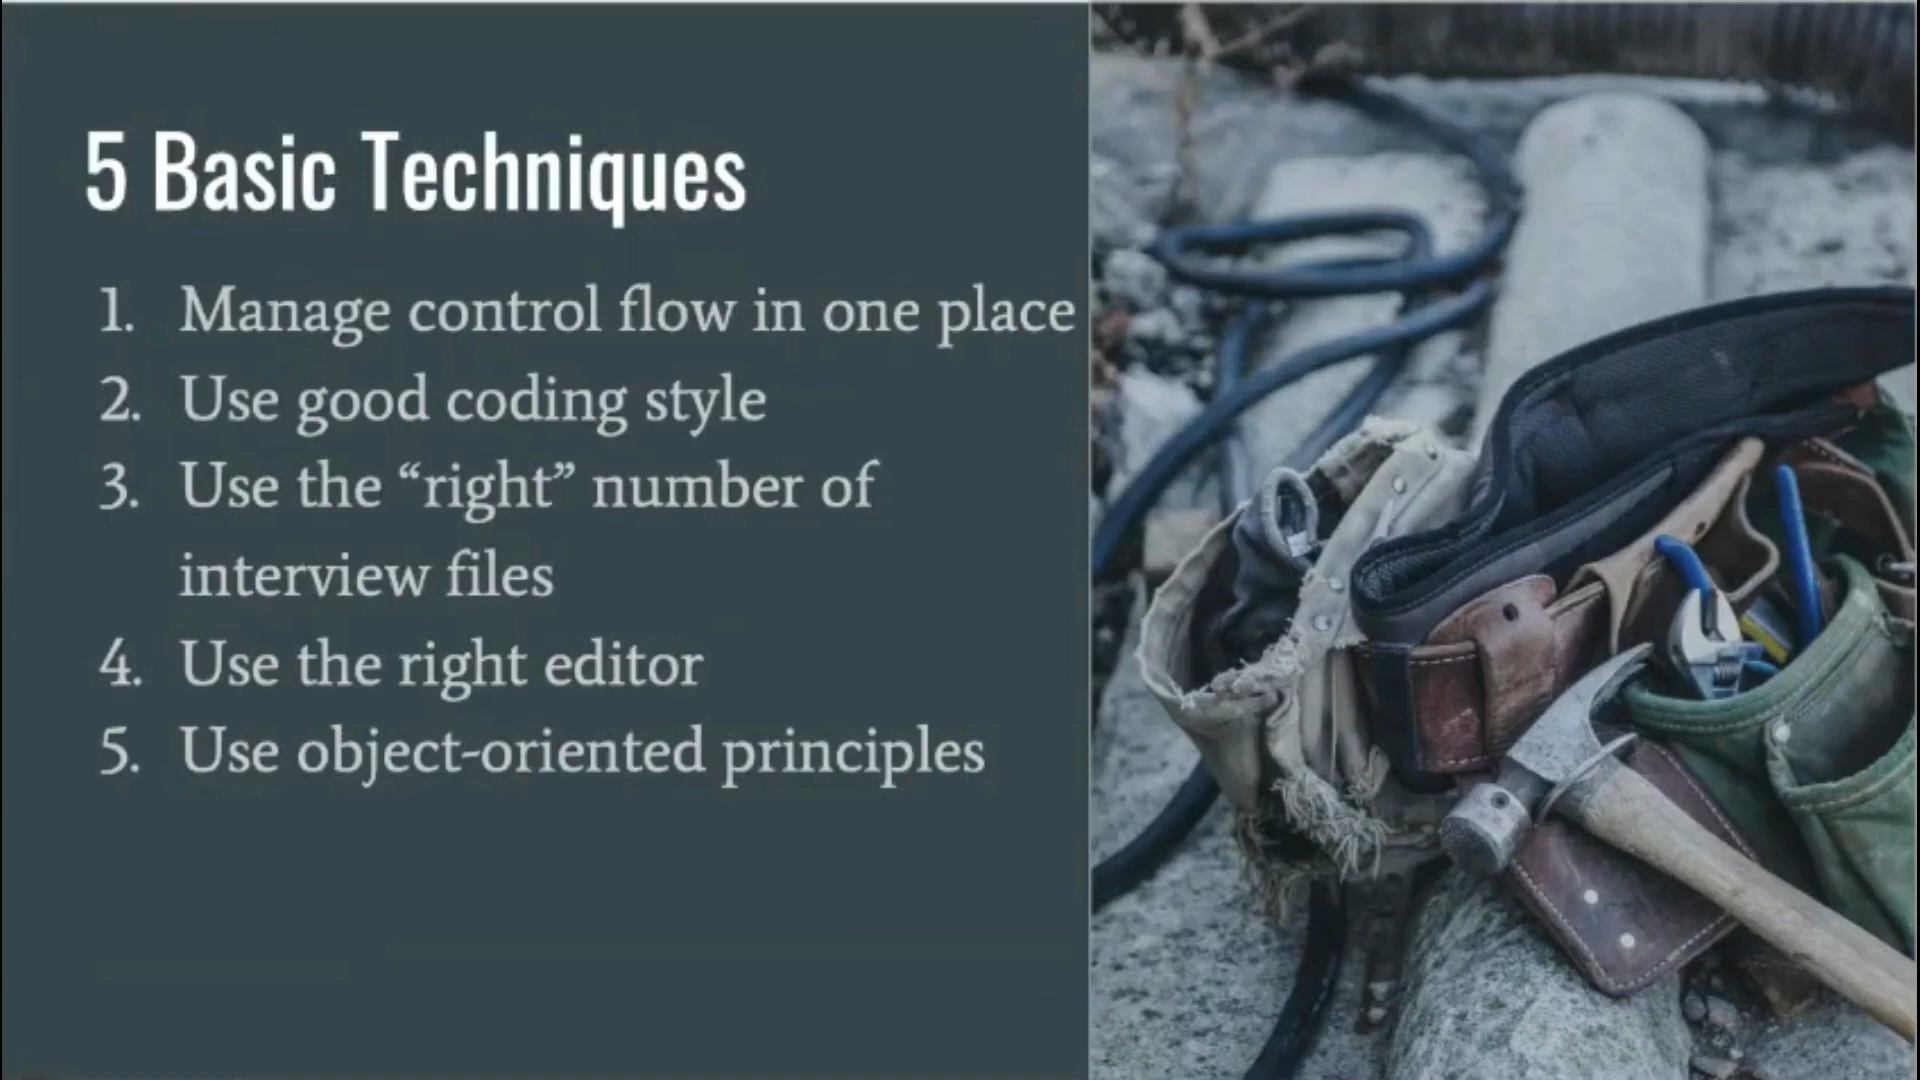 5 Basic Techniques
1. Manage control flow in one place
2. Use good coding style
3. Use the “right” number of
interview files
4. Use the right editor
5. Use object-oriented principles